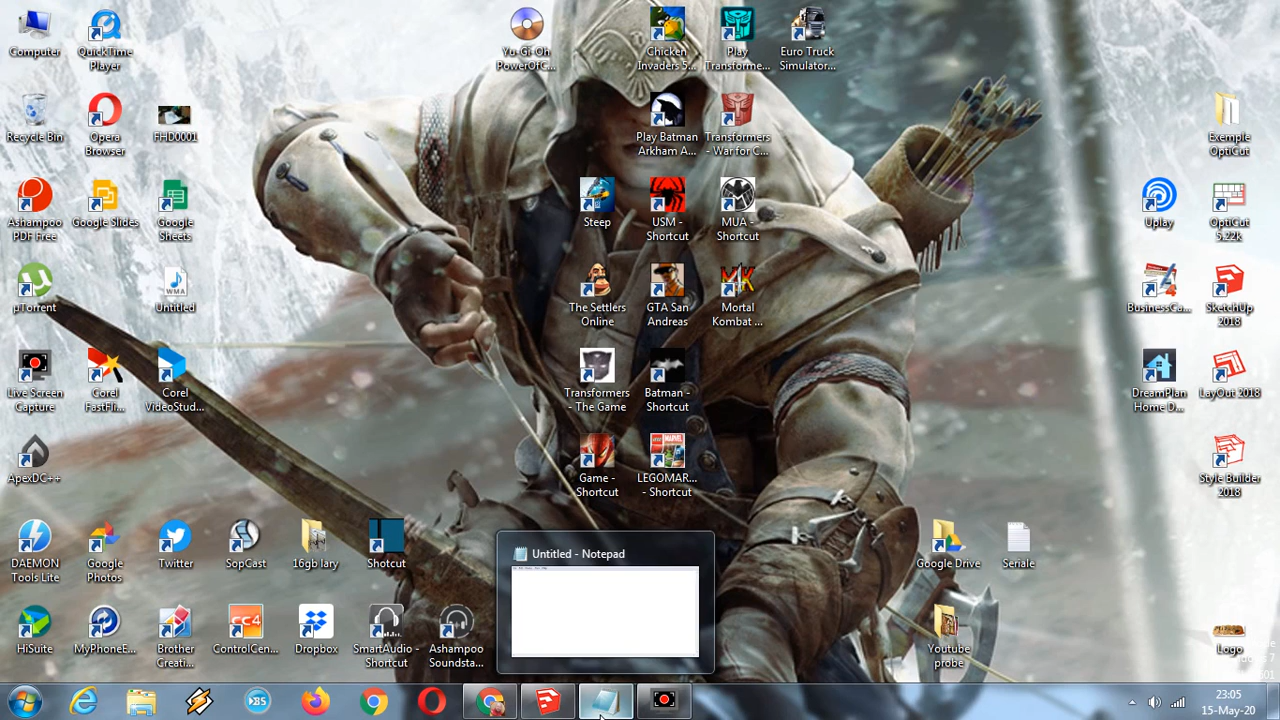 Computer
QuickTime
Player
Yu-Gi-Oh
PowerOfC...
Chicken
Invaders 5...
Play
Transforme...
Euro Truck
Simulator...
Recycle Bin
Opera
Browser
FHD0001
Play Batman
Arkham A...
Transformers
- War for C...
Exemple
OptiCut
Ashampoo
PDF Free
Google Slides
Google
Sheets
Steep
USM -
Shortcut
MUA -
Shortcut
Uplay
OptiCut
5.22k
µTorrent
WMA
Untitled
The Settlers
Online
GTA San
Andreas
Mortal
Kombat ...
BusinessCa...
SketchUp
2018
Live Screen
Capture
Corel
FastFli...
Corel
VideoStud...
Transformers
- The Game
Batman -
Shortcut
DreamPlan
Home D...
LayOut 2018
ApexDC++
Game -
Shortcut
LEGOMAR...
- Shortcut
Style Builder
2018
DAEMON
Tools Lite
Google
Photos
Twitter
SopCast
16gb lary
Shotcut
Untitled - Notepad
Google Drive
Seriale
HiSuite
MyPhoneE...
Brother
Creati...
CC4
ControlCen...
Dropbox
SmartAudio -
Shortcut
Ashampoo
Soundsta...
Youtube
probe
Logo
23:05
15-May-20